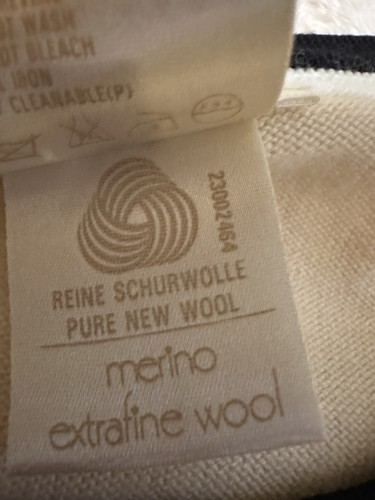 WASH
BLEACH
IRON
CLEANABLE(P)
23002464
REINE SCHURWOLLE
PURE NEW WOOL
merino
extrafine wool